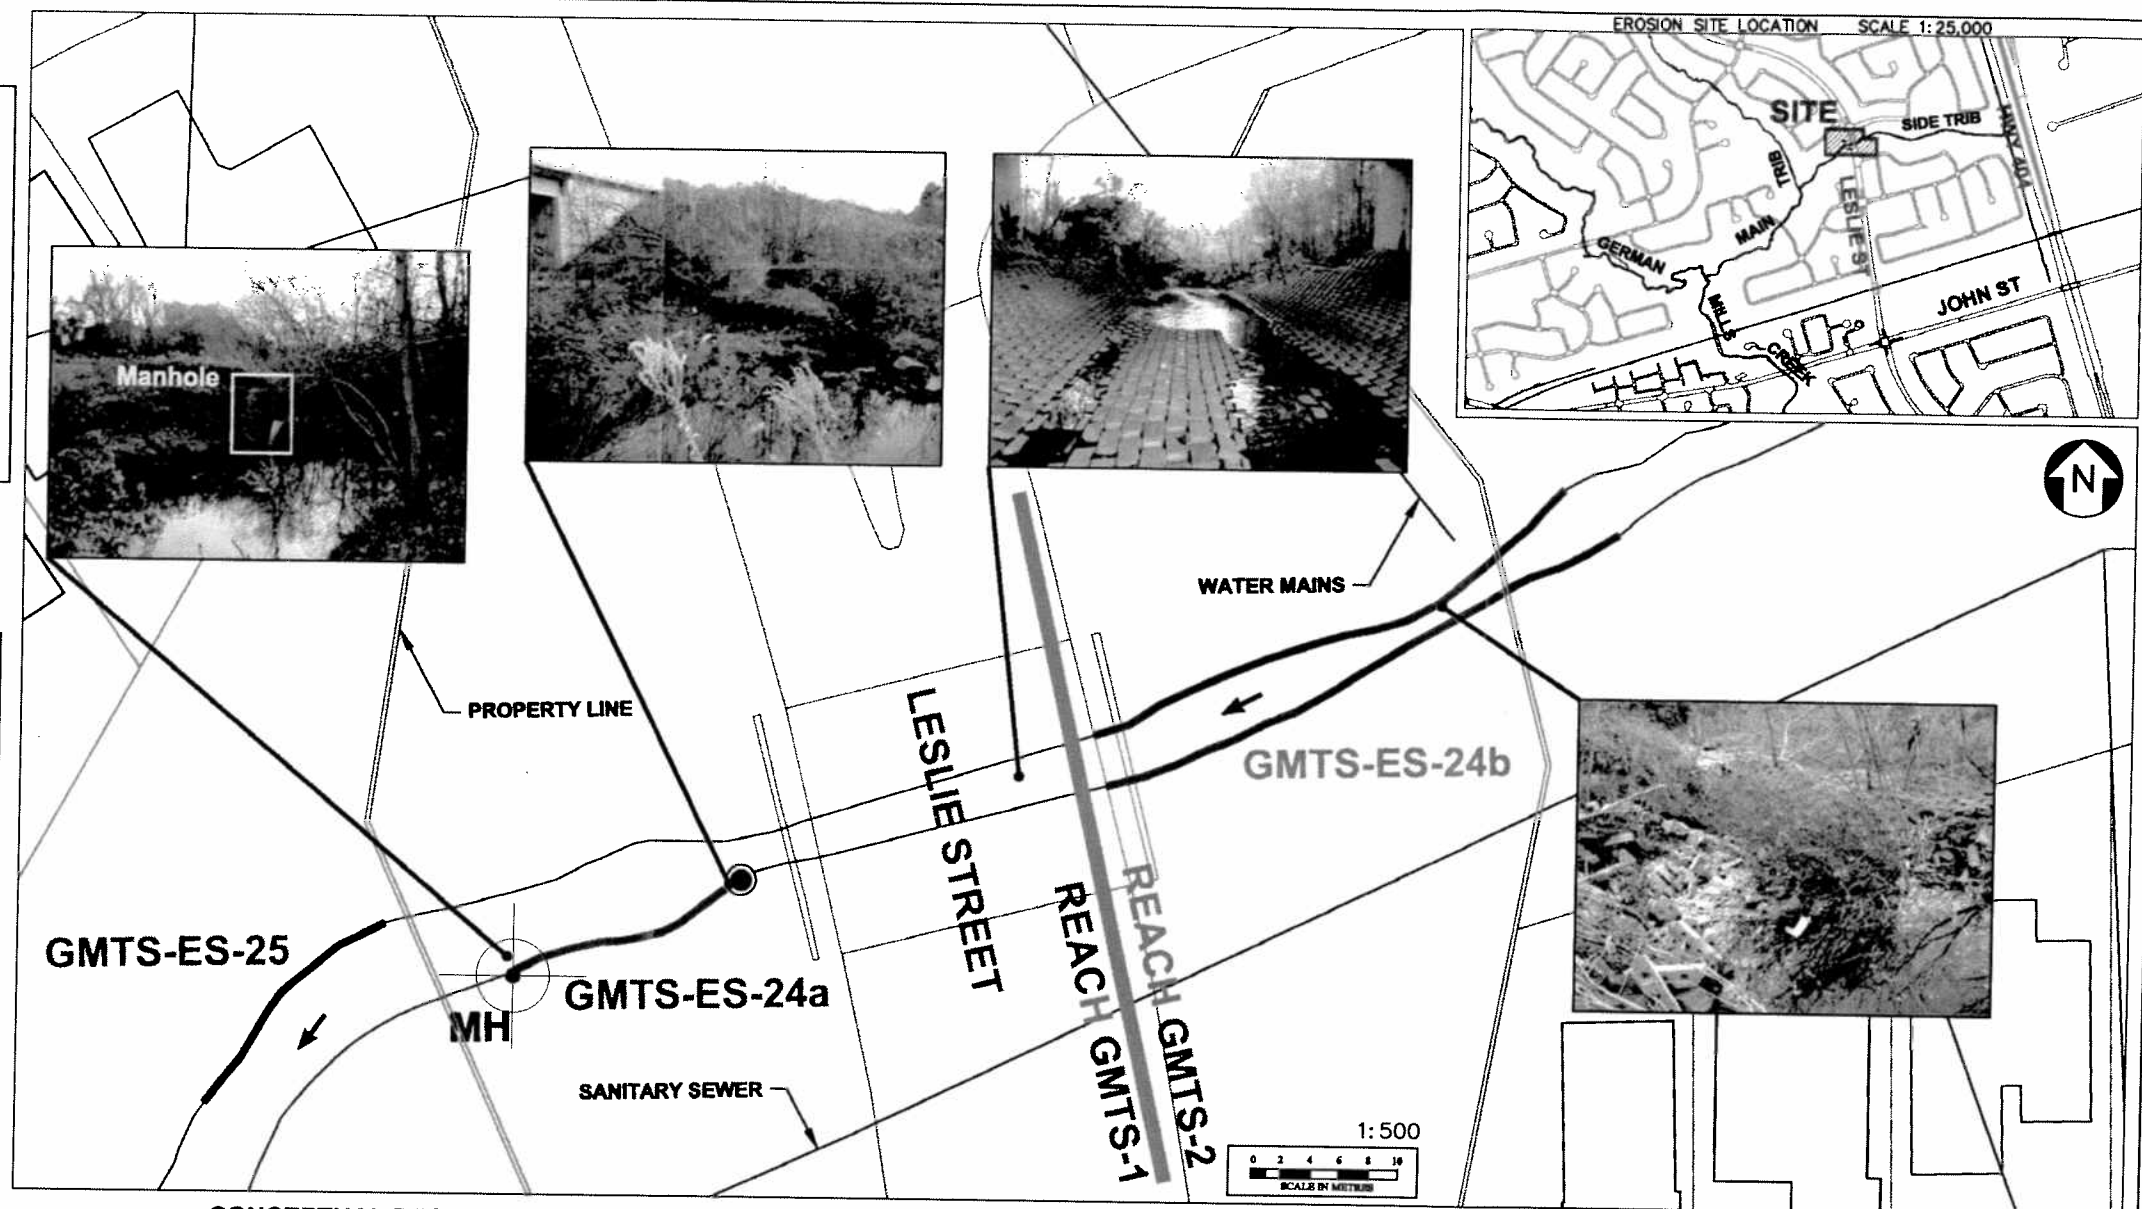 EROSION SITE LOCATION SCALE 1:25,000
SITE
SIDE TRIB
HWY 404
TRIB
LESLIE ST
MAIN
GERMAN
MILLS
CREEK
JOHN ST
N
Manhole
WATER MAINS
PROPERTY LINE
LESLIE STREET
GMTS-ES-24b
REACH GMTS-1
REACH GMTS-2
GMTS-ES-25
GMTS-ES-24a
MH
SANITARY SEWER
1:500
0 2 4 6 8 10
SCALE IN METRES